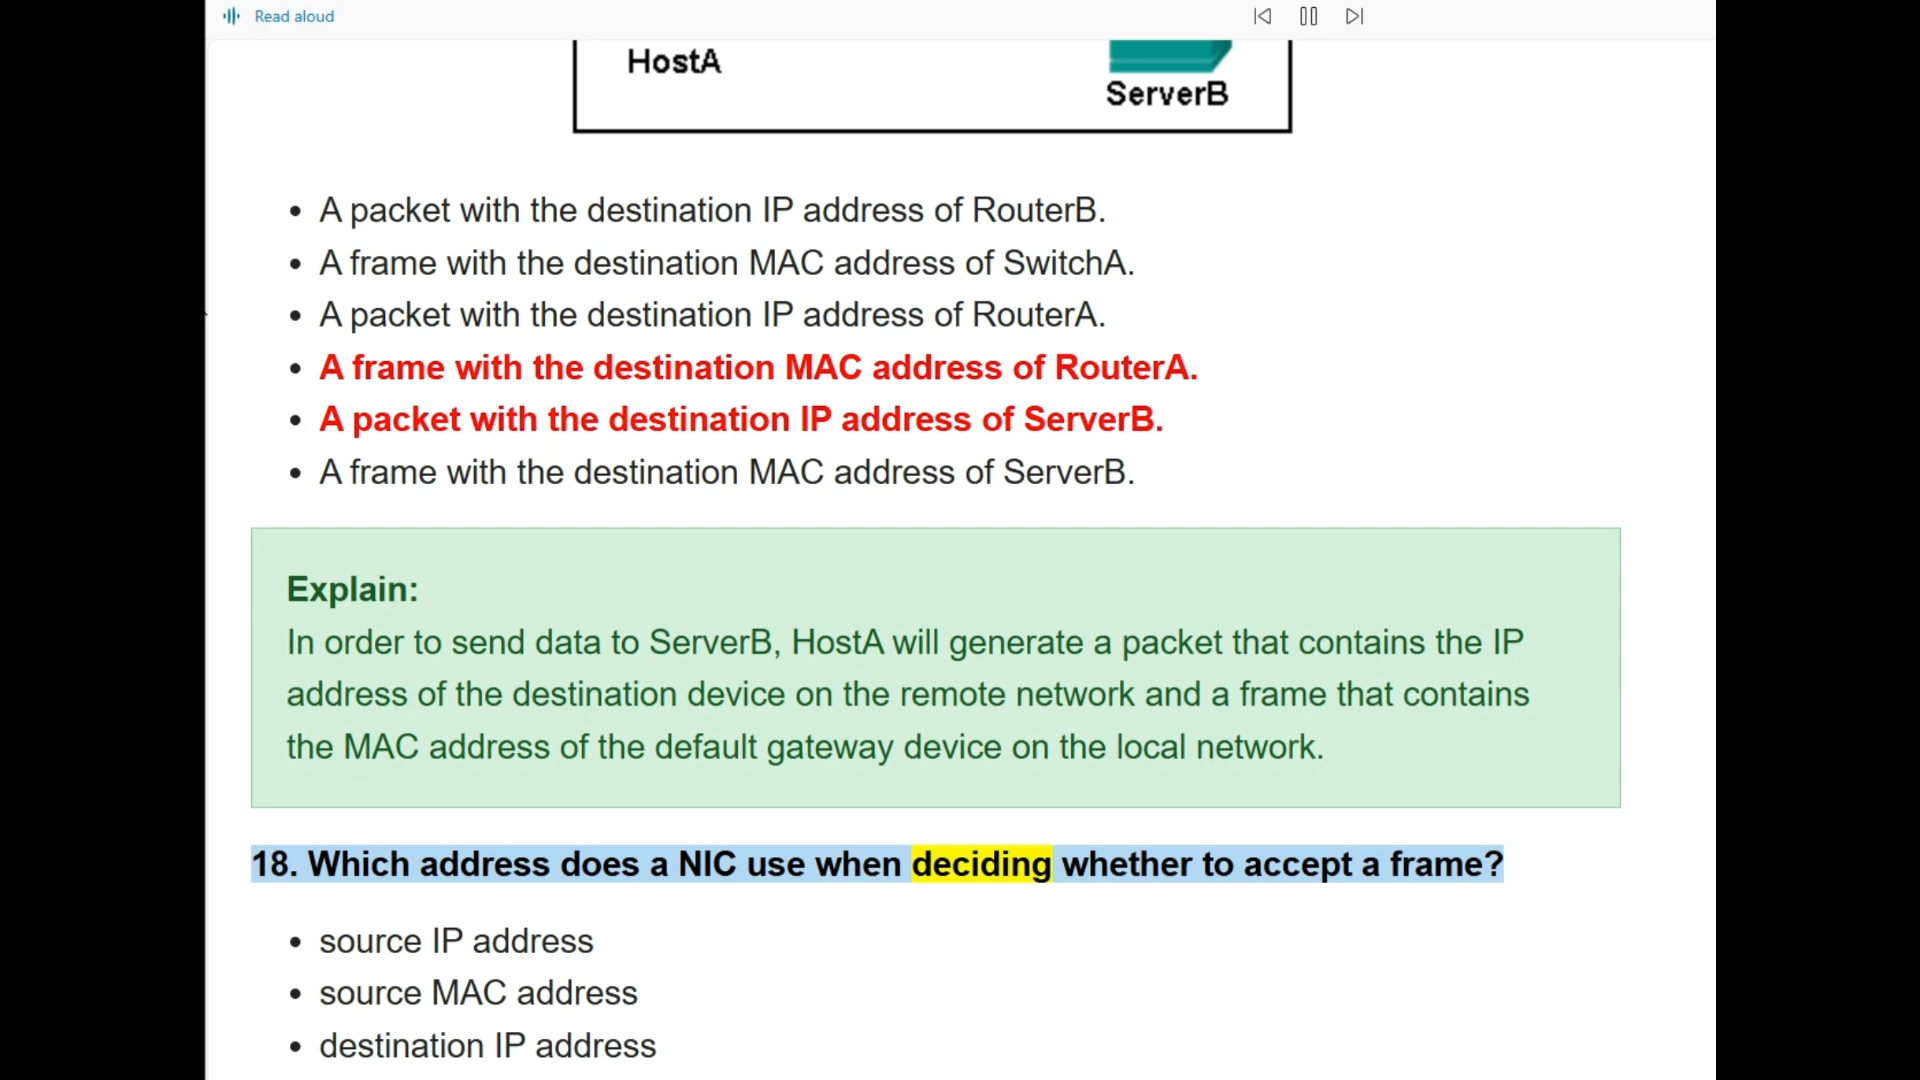 Read aloud
HostA
ServerB
• A packet with the destination IP address of RouterB.
• A frame with the destination MAC address of SwitchA.
• A packet with the destination IP address of RouterA.
• A frame with the destination MAC address of RouterA.
• A packet with the destination IP address of ServerB.
• A frame with the destination MAC address of ServerB.
Explain:
In order to send data to ServerB, HostA will generate a packet that contains the IP
address of the destination device on the remote network and a frame that contains
the MAC address of the default gateway device on the local network.
18. Which address does a NIC use when deciding whether to accept a frame?
• source IP address
• source MAC address
• destination IP address